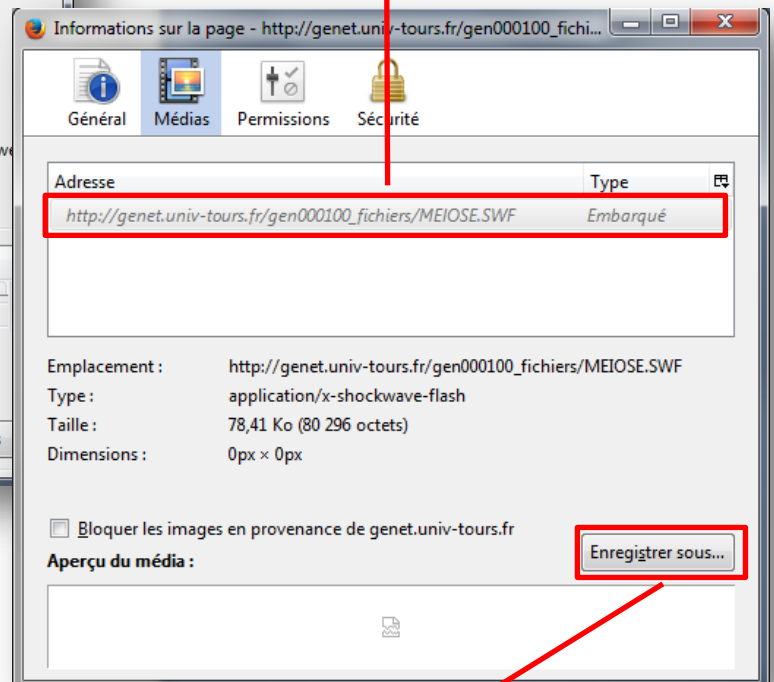 Informations sur la page - http://genet.univ-tours.fr/gen000100_fichi...
Général Médias Permissions Sécurité
Adresse Type
http://genet.univ-tours.fr/gen000100_fichiers/MEIOSE.SWF Embarqué
Emplacement : http://genet.univ-tours.fr/gen000100_fichiers/MEIOSE.SWF
Type : application/x-shockwave-flash
Taille : 78,41 Ko (80 296 octets)
Dimensions : 0px × 0px
Bloquer les images en provenance de genet.univ-tours.fr
Enregistrer sous...
Aperçu du média :